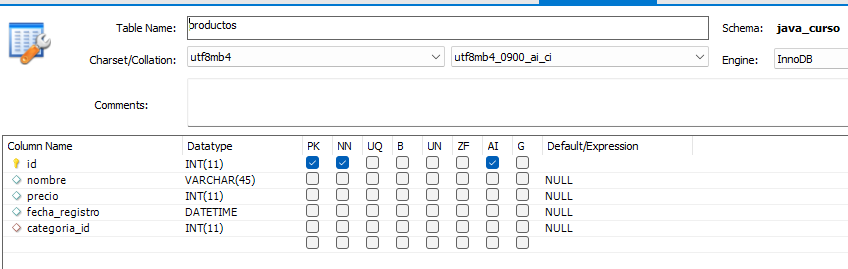 Table Name: productos Schema: java_curso
Charset/Collation: utf8mb4 utf8mb4_0900_ai_ci Engine: InnoDB
Comments:
Column Name Datatype PK NN UQ B UN ZF AI G Default/Expression
id INT(11)
nombre VARCHAR(45) NULL
precio INT(11) NULL
fecha_registro DATETIME NULL
categoria_id INT(11) NULL